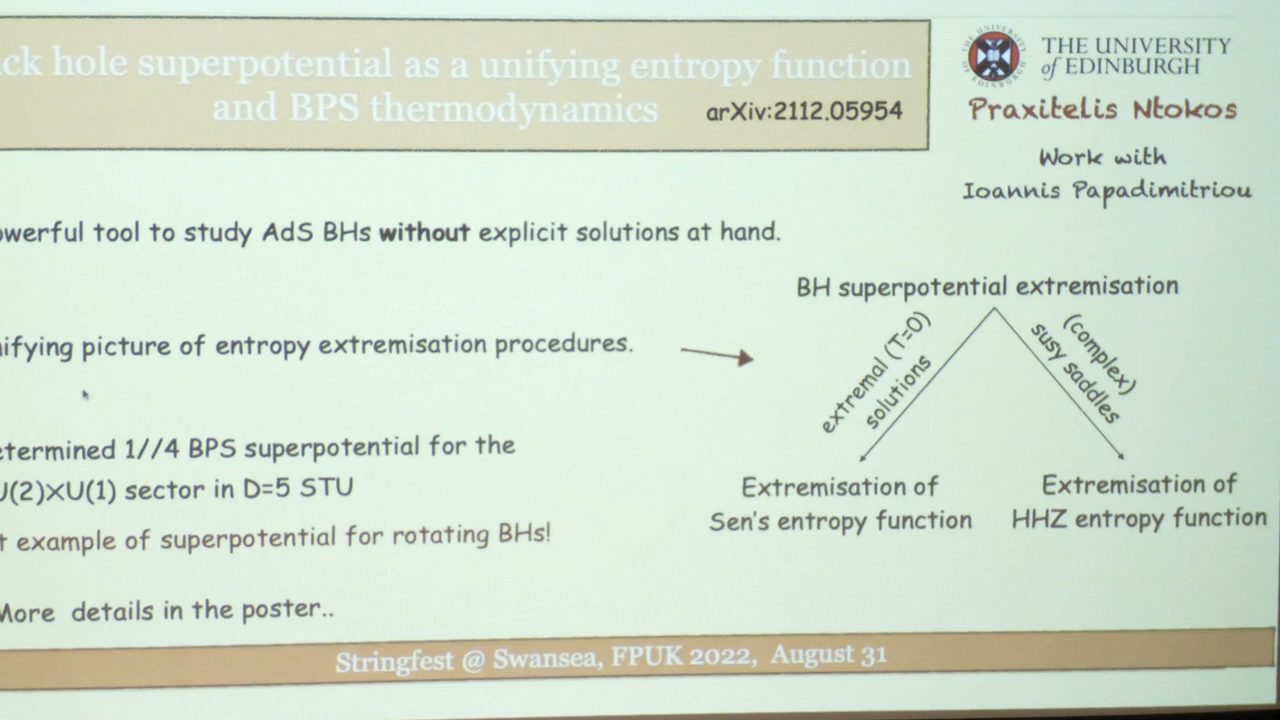 ck hole superpotential as a unifying entropy function
and BPS thermodynamics
arXiv:2112.05954
THE UNIVERSITY
of EDINBURGH
Praxitelis Ntokos
Work with
Ioannis Papadimitriou
owerful tool to study AdS BHs without explicit solutions at hand.
nifying picture of entropy extremisation procedures.
etermined 1//4 BPS superpotential for the
U(2)×U(1) sector in D=5 STU
t example of superpotential for rotating BHs!
More details in the poster..
BH superpotential extremisation
extremal (T=0)
solutions
(complex)
susy saddles
Extremisation of
Sen's entropy function
Extremisation of
HHZ entropy function
Stringfest @ Swansea, FPUK 2022, August 31